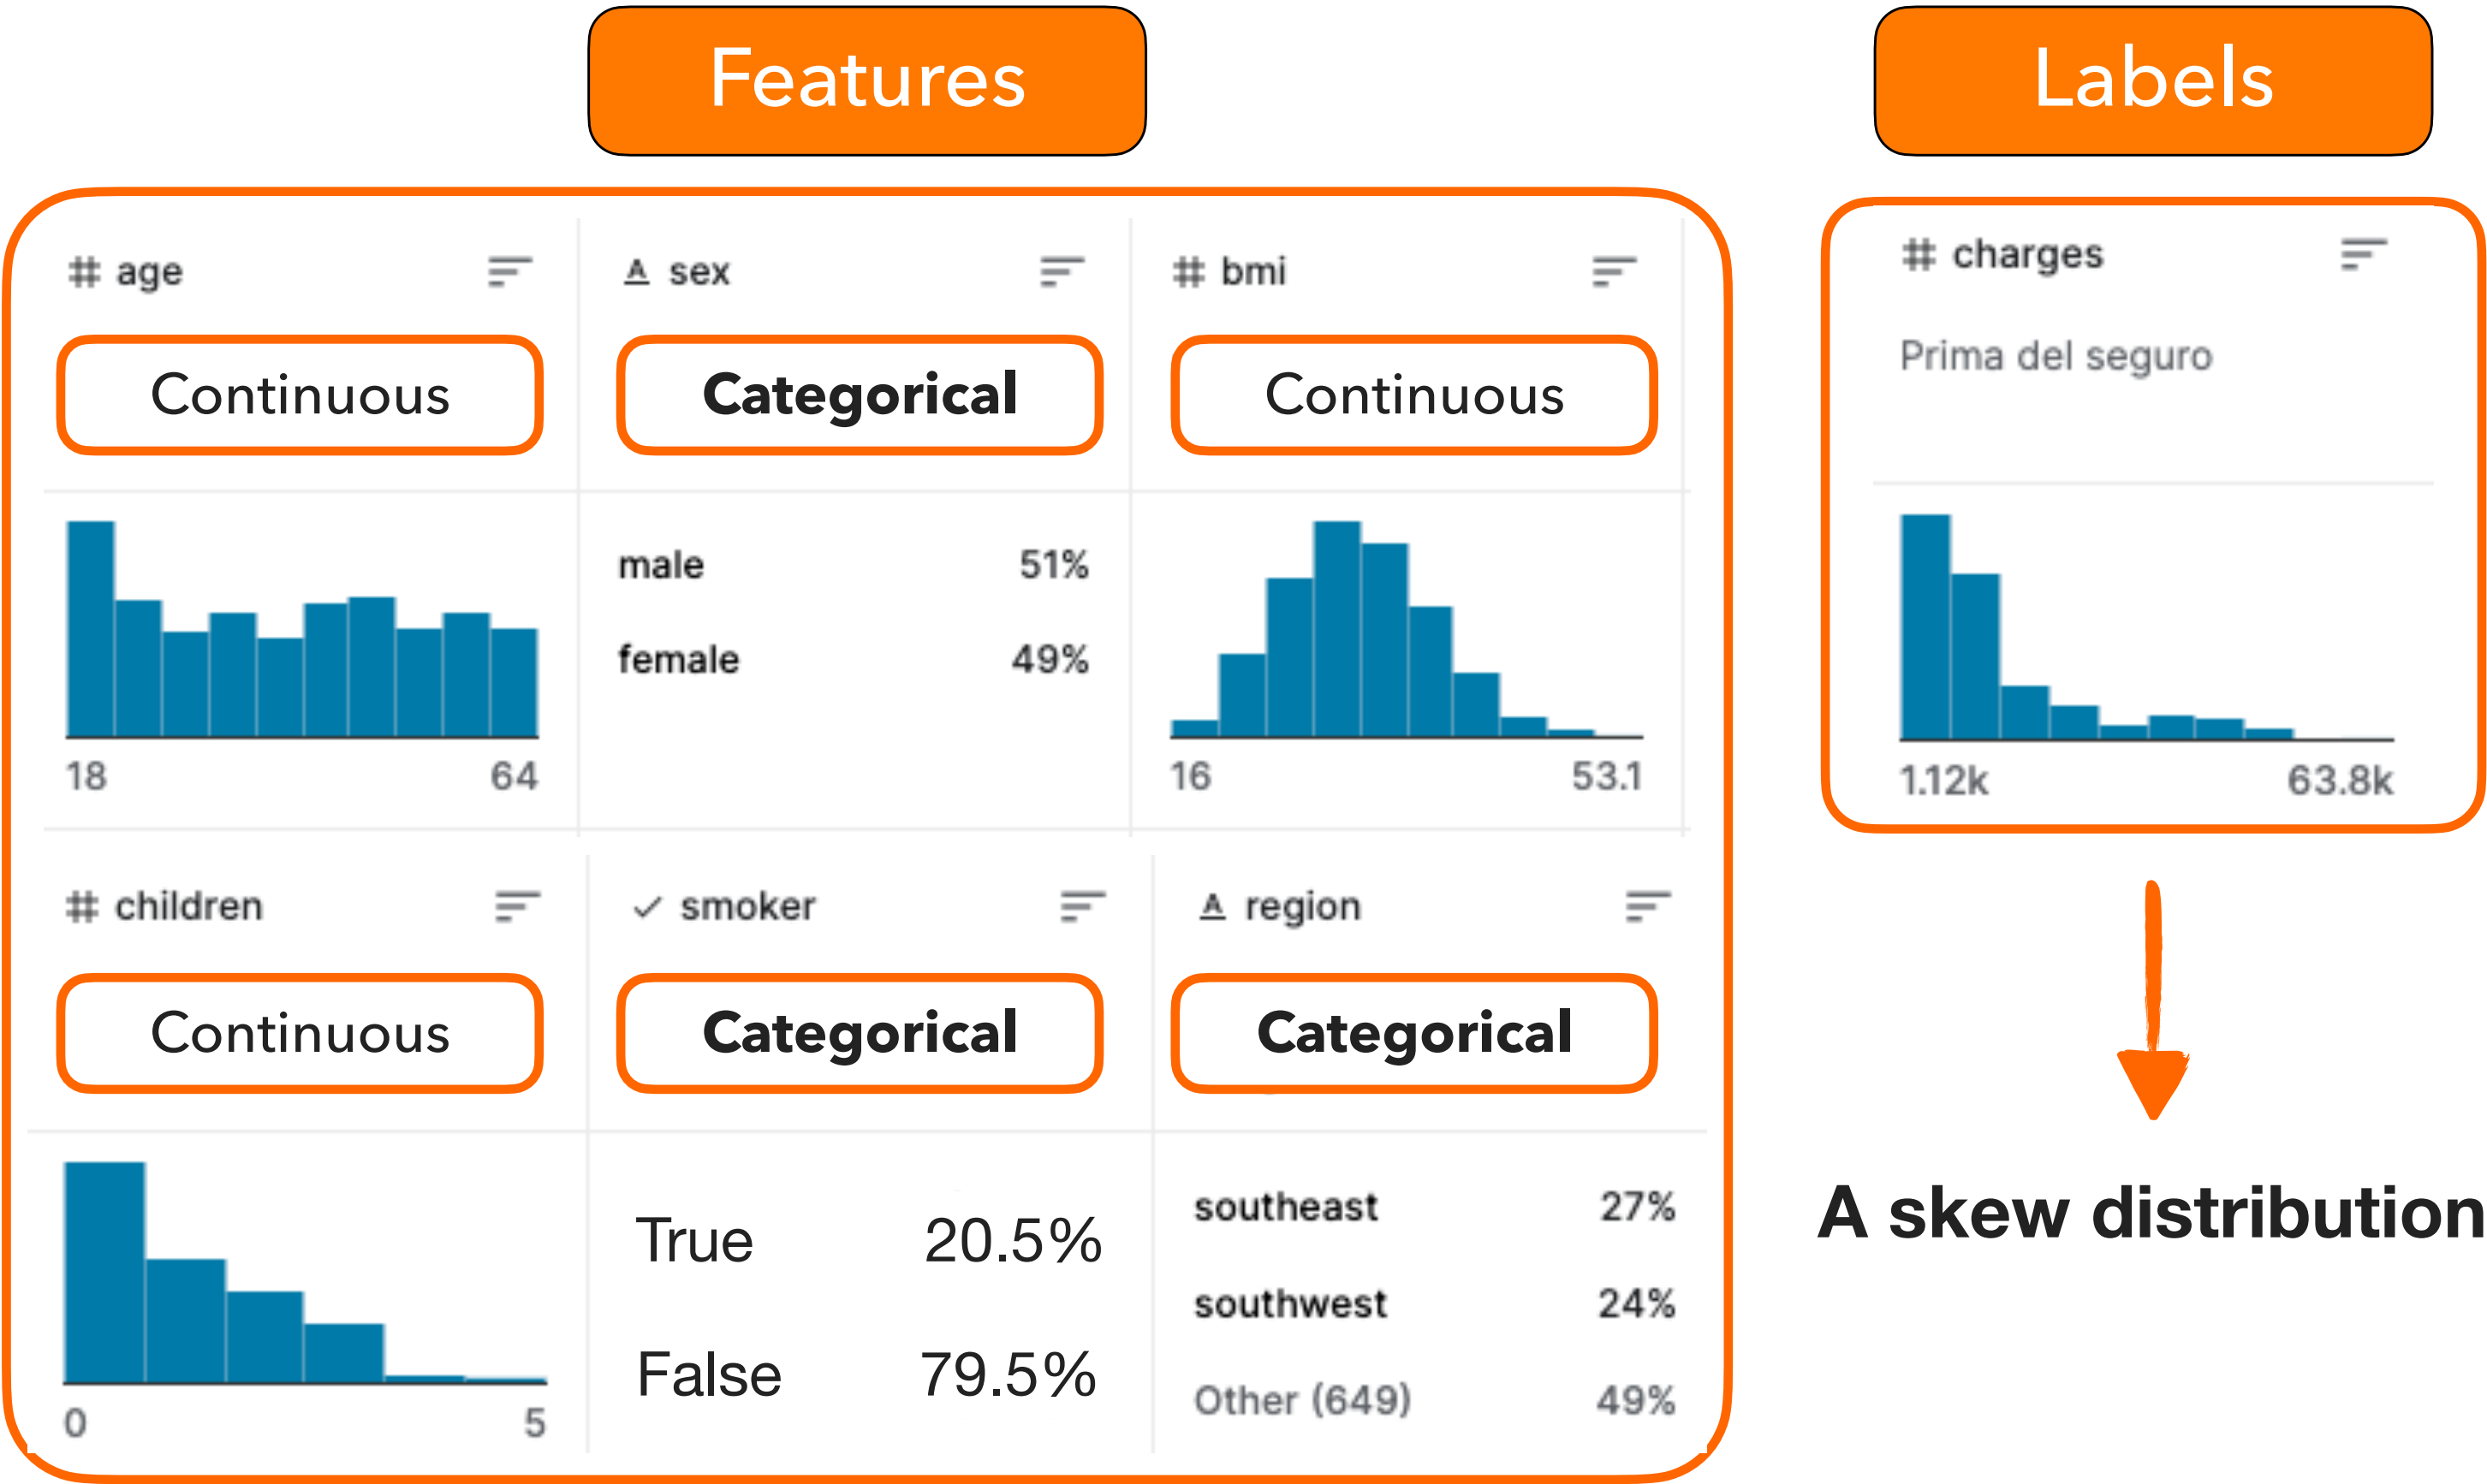 Features
Labels
# age
A sex
# bmi
Continuous
Categorical
Continuous
male 51%
female 49%
18 64
16 53.1
# children
smoker
A region
Continuous
Categorical
Categorical
True 20.5%
False 79.5%
southeast 27%
southwest 24%
Other (649) 49%
0 5
# charges
Prima del seguro
1.12k 63.8k
A skew distribution